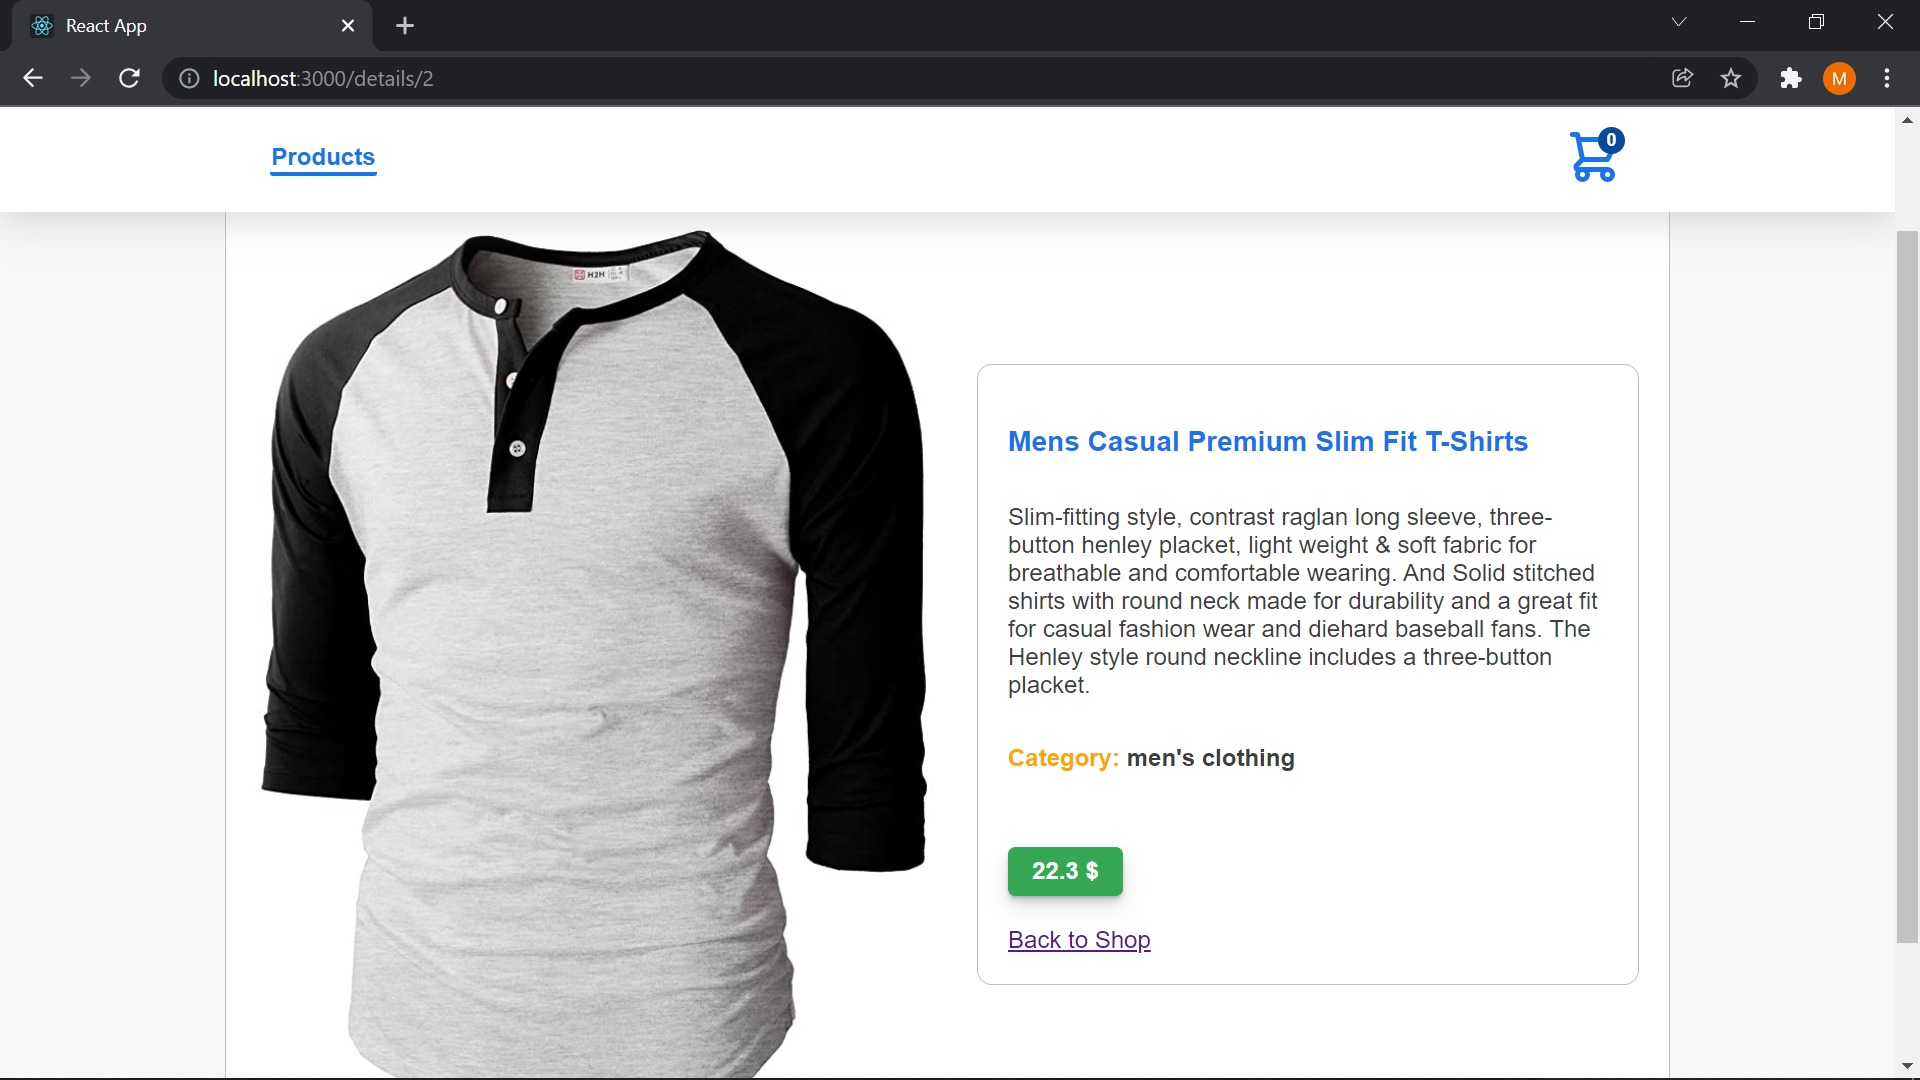 React App
localhost:3000/details/2
M
Products
0
H2H
Mens Casual Premium Slim Fit T-Shirts
Slim-fitting style, contrast raglan long sleeve, three-
button henley placket, light weight & soft fabric for
breathable and comfortable wearing. And Solid stitched
shirts with round neck made for durability and a great fit
for casual fashion wear and diehard baseball fans. The
Henley style round neckline includes a three-button
placket.
Category: men's clothing
22.3 $
Back to Shop